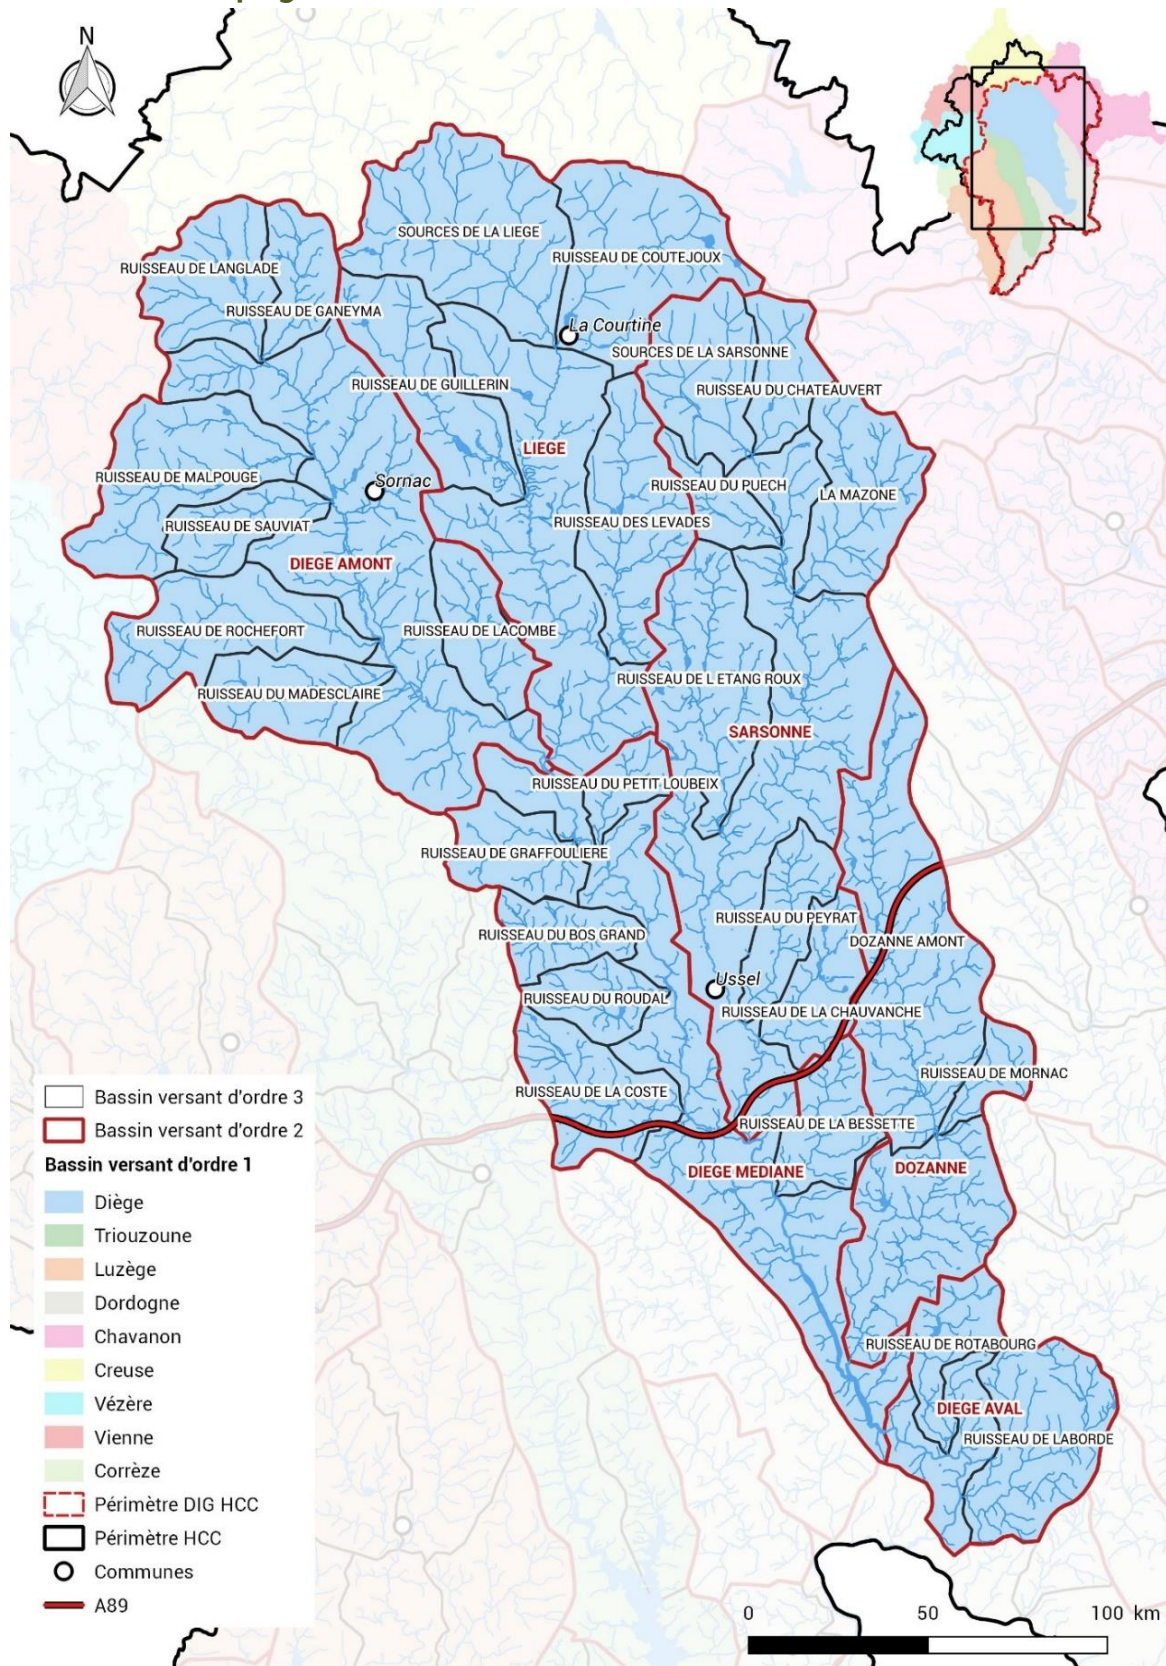 N
SOURCES DE LA LIEGE
RUISSEAU DE COUTEJOUX
RUISSEAU DE LANGLADE
RUISSEAU DE GANEYMA
La Courtine
SOURCES DE LA SARSONNE
RUISSEAU DE GUILLERIN
RUISSEAU DU CHATEAUVERT
LIEGE
RUISSEAU DE MALPOUGE
Sornac
RUISSEAU DU PUECH
LA MAZONE
RUISSEAU DE SAUVIAT
RUISSEAU DES LEVADES
DIEGE AMONT
RUISSEAU DE ROCHEFORT
RUISSEAU DE LACOMBE
RUISSEAU DE L ETANG ROUX
RUISSEAU DU MADESCLAIRE
SARSONNE
RUISSEAU DU PETIT LOUBEIX
RUISSEAU DE GRAFFOULIERE
RUISSEAU DU PEYRAT
RUISSEAU DU BOS GRAND
DOZANNE AMONT
Ussel
RUISSEAU DU ROUDAL
RUISSEAU DE LA CHAUVANCHE
RUISSEAU DE MORNAC
RUISSEAU DE LA COSTE
RUISSEAU DE LA BESSETTE
DIEGE MEDIANE
DOZANNE
RUISSEAU DE ROTABOURG
DIEGE AVAL
RUISSEAU DE LABORDE
Bassin versant d'ordre 3
Bassin versant d'ordre 2
Bassin versant d'ordre 1
Diège
Triouzoune
Luzège
Dordogne
Chavanon
Creuse
Vézère
Vienne
Corrèze
Périmètre DIG HCC
Périmètre HCC
Communes
A89
0 50 100 km